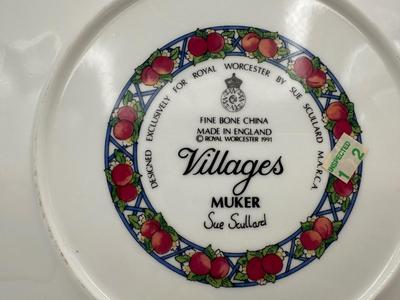 DESIGNED EXCLUSIVELY FOR ROYAL WORCESTER BY SUE SCULLARD M.A.R.C.A.
FINE BONE CHINA
MADE IN ENGLAND
© ROYAL WORCESTER 1991
Villages
MUKER
Sue Scullard
INSPECTED
1 2